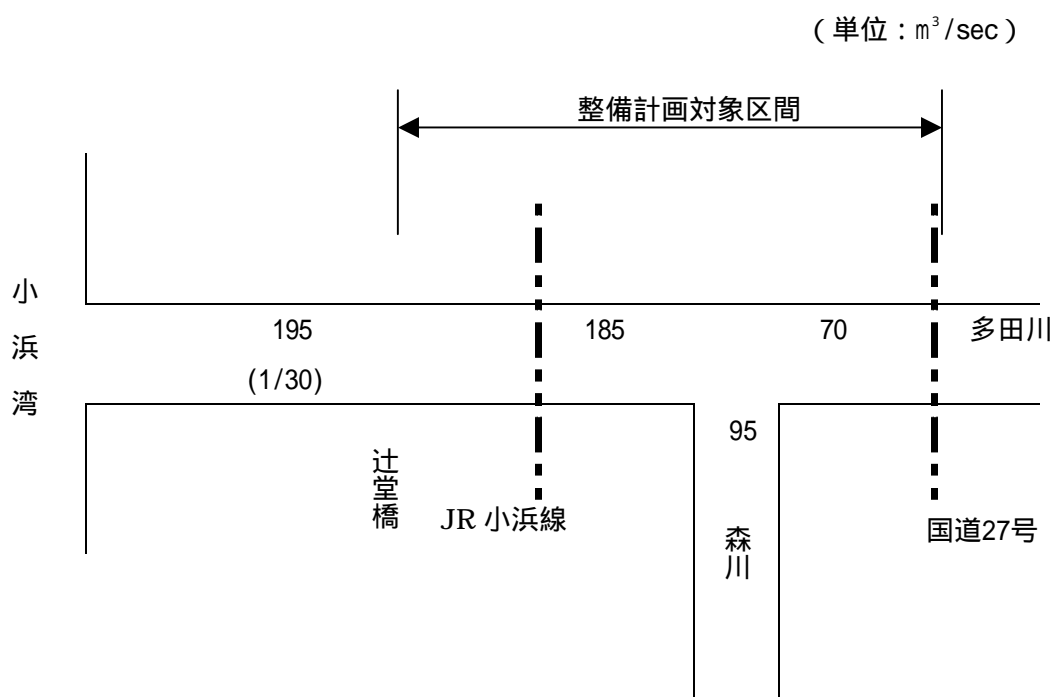 （単位：㎥/sec）
整備計画対象区間
小浜湾
195
185
70
多田川
(1/30)
95
辻堂橋
JR 小浜線
森川
国道27号